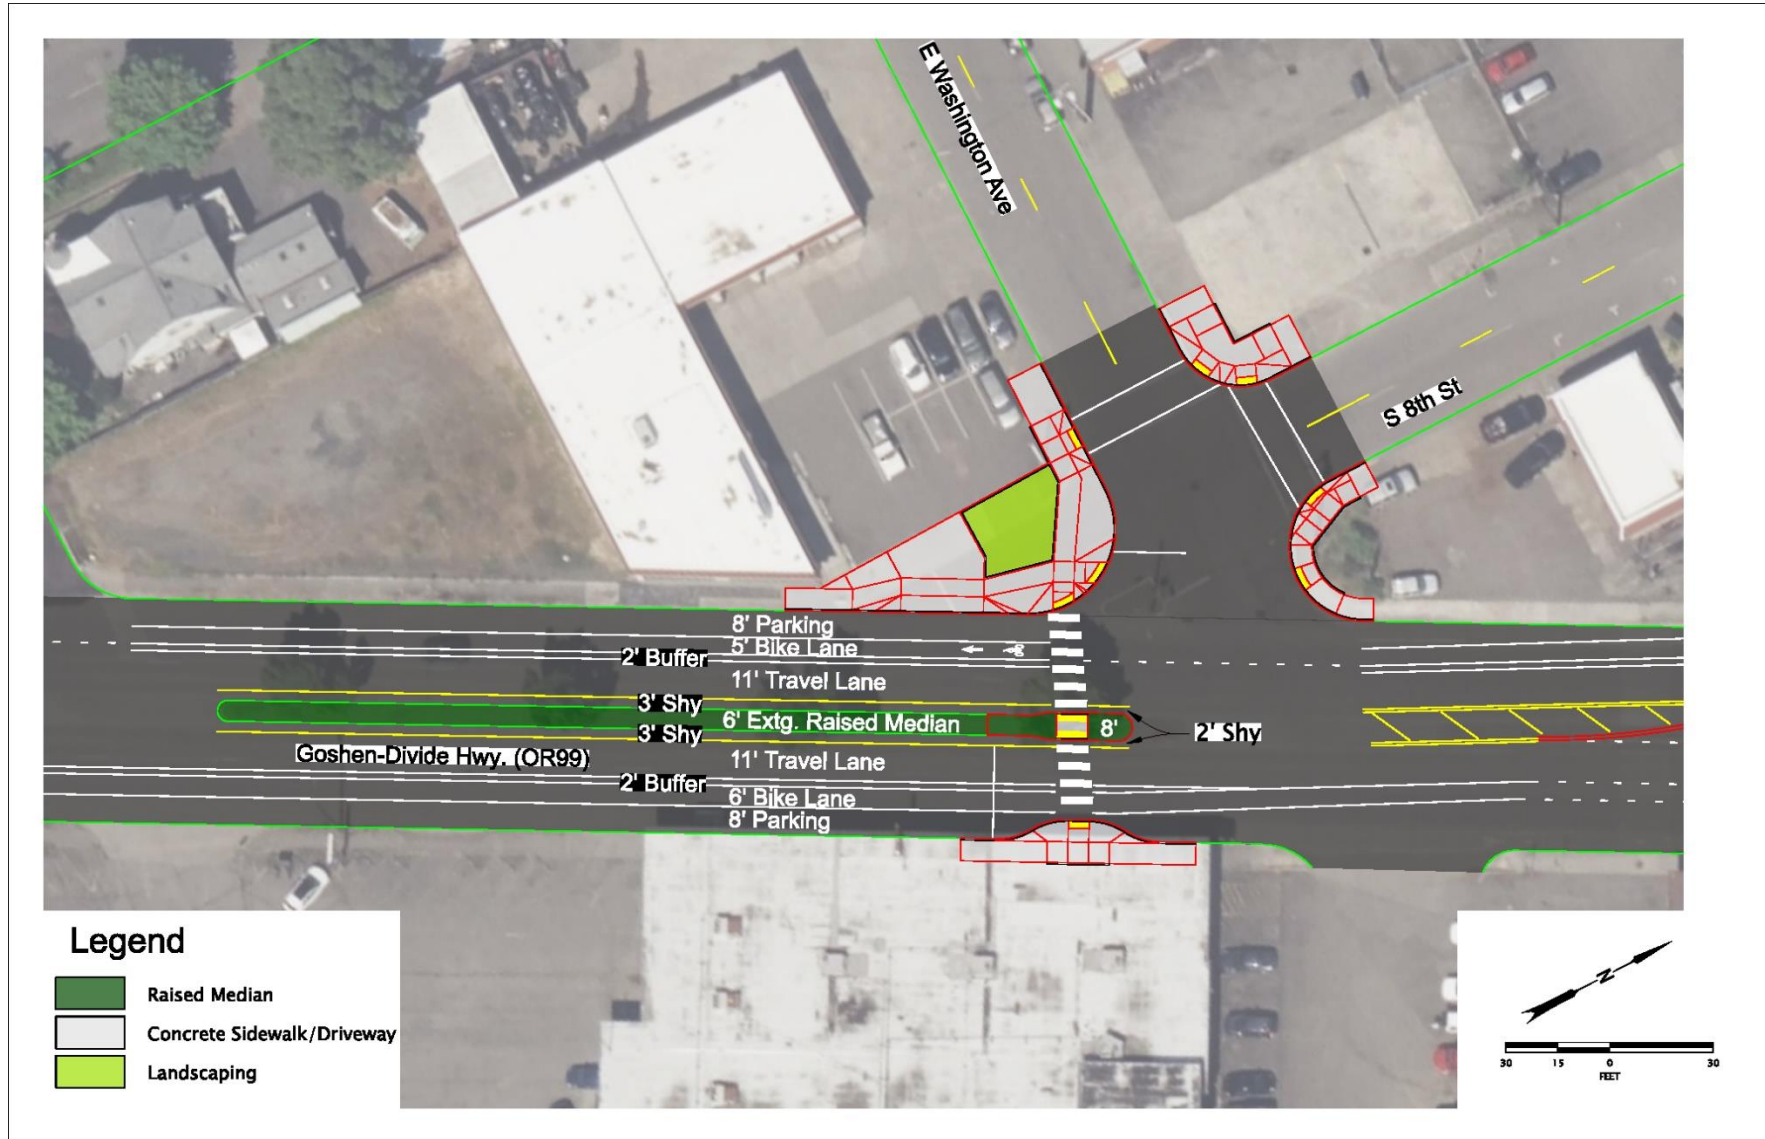 E Washington Ave
S 8th St
8' Parking
5' Bike Lane
2' Buffer
11' Travel Lane
3' Shy
6' Extg. Raised Median
8'
2' Shy
3' Shy
Goshen-Divide Hwy. (OR99)
11' Travel Lane
2' Buffer
6' Bike Lane
8' Parking
Legend
Raised Median
Concrete Sidewalk/Driveway
Landscaping
N
30 15 0 30
FEET